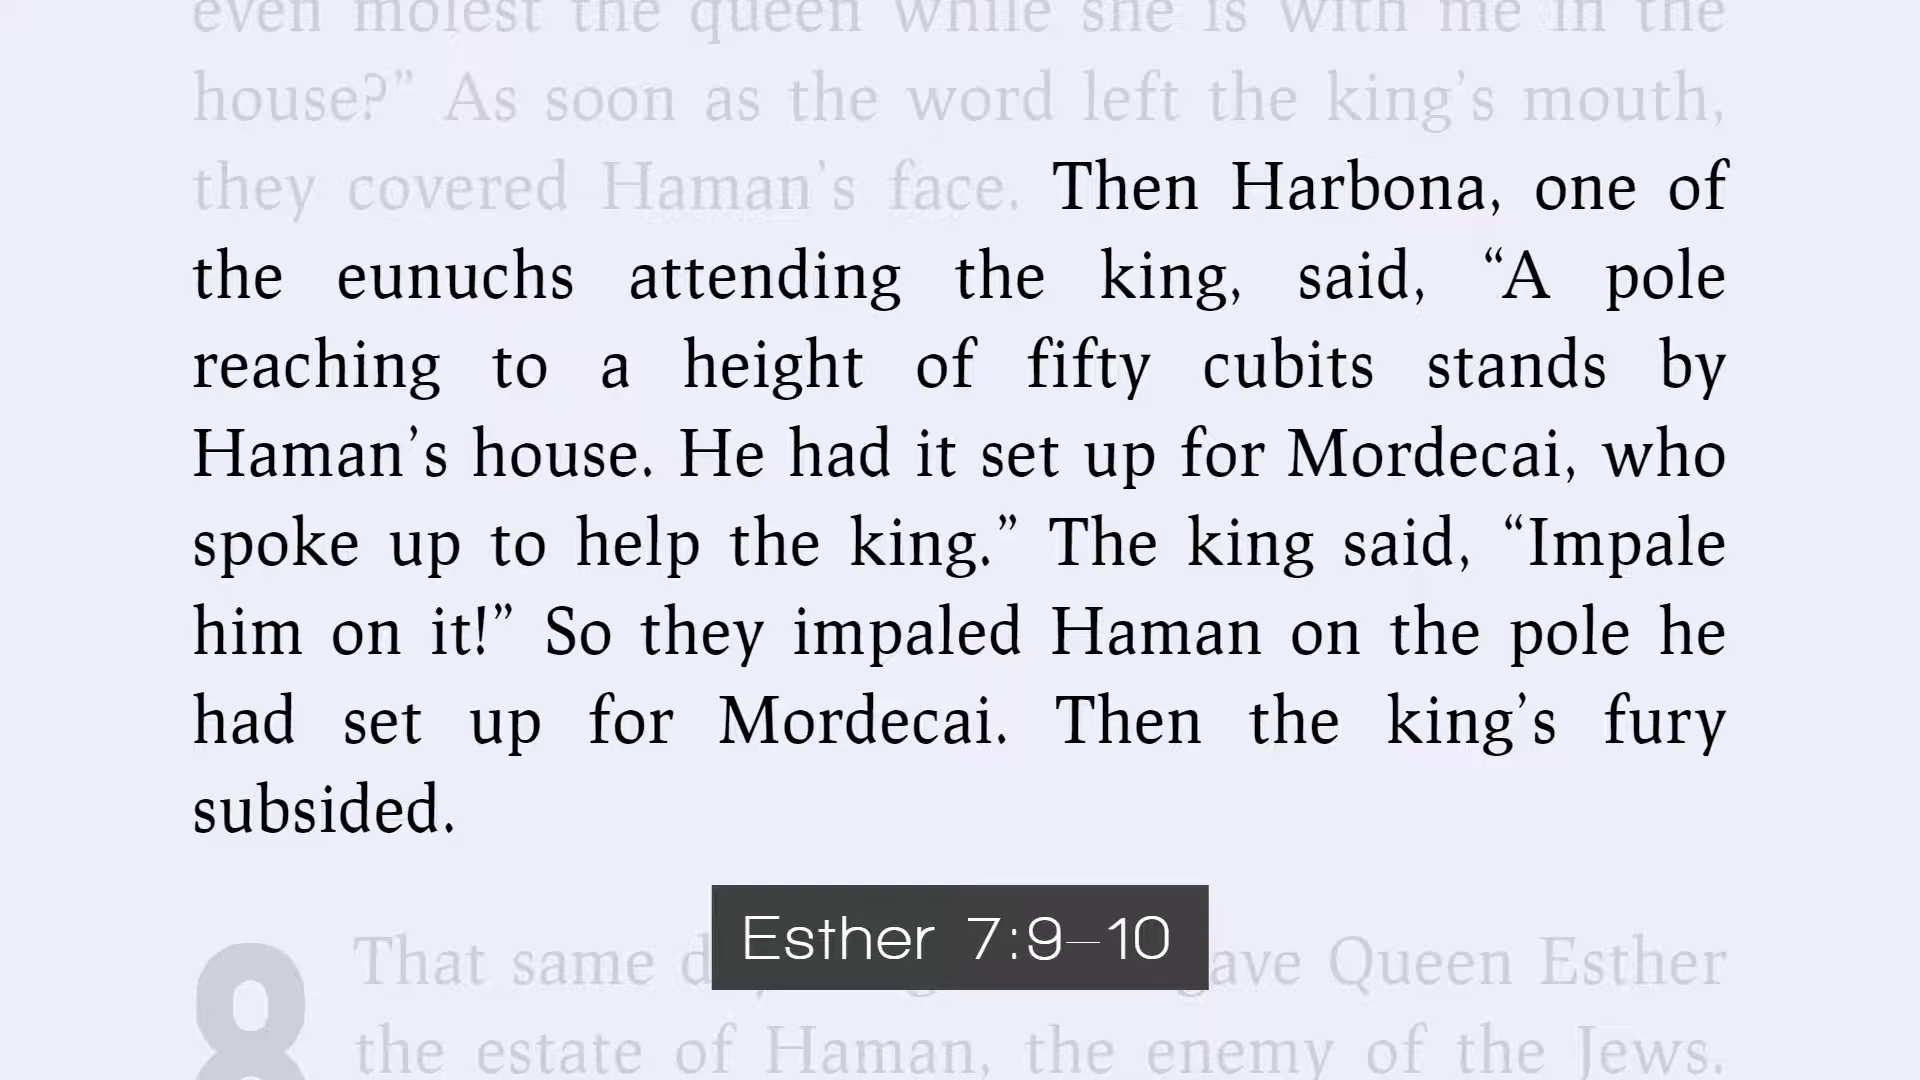 even molest the queen while she is with me in the
house?” As soon as the word left the king’s mouth,
they covered Haman’s face. Then Harbona, one of
the eunuchs attending the king, said, “A pole
reaching to a height of fifty cubits stands by
Haman’s house. He had it set up for Mordecai, who
spoke up to help the king.” The king said, “Impale
him on it!” So they impaled Haman on the pole he
had set up for Mordecai. Then the king’s fury
subsided.
Esther 7:9–10
8 That same Queen Esther
the estate of Haman, the enemy of the Jews.